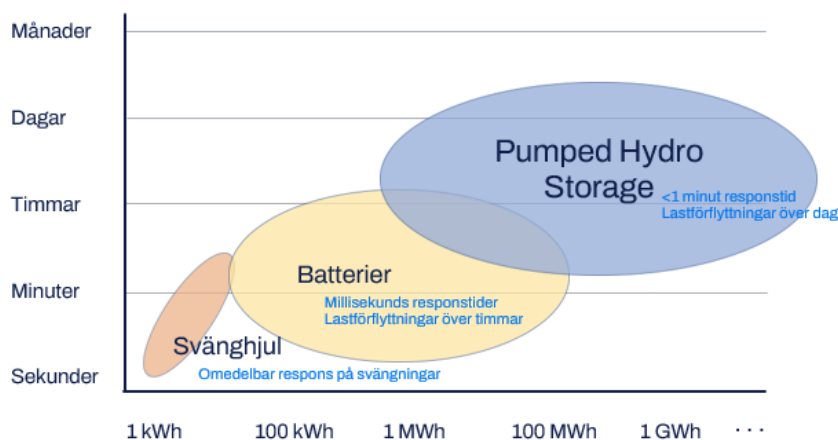 Månader
Dagar
Timmar
Minuter
Sekunder
Pumped Hydro
Storage
<1 minut responstid
Lastförflyttningar över dag
Batterier
Millisekunds responstider
Lastförflyttningar över timmar
Svänghjul
Omedelbar respons på svängningar
1 kWh
100 kWh
1 MWh
100 MWh
1 GWh
...